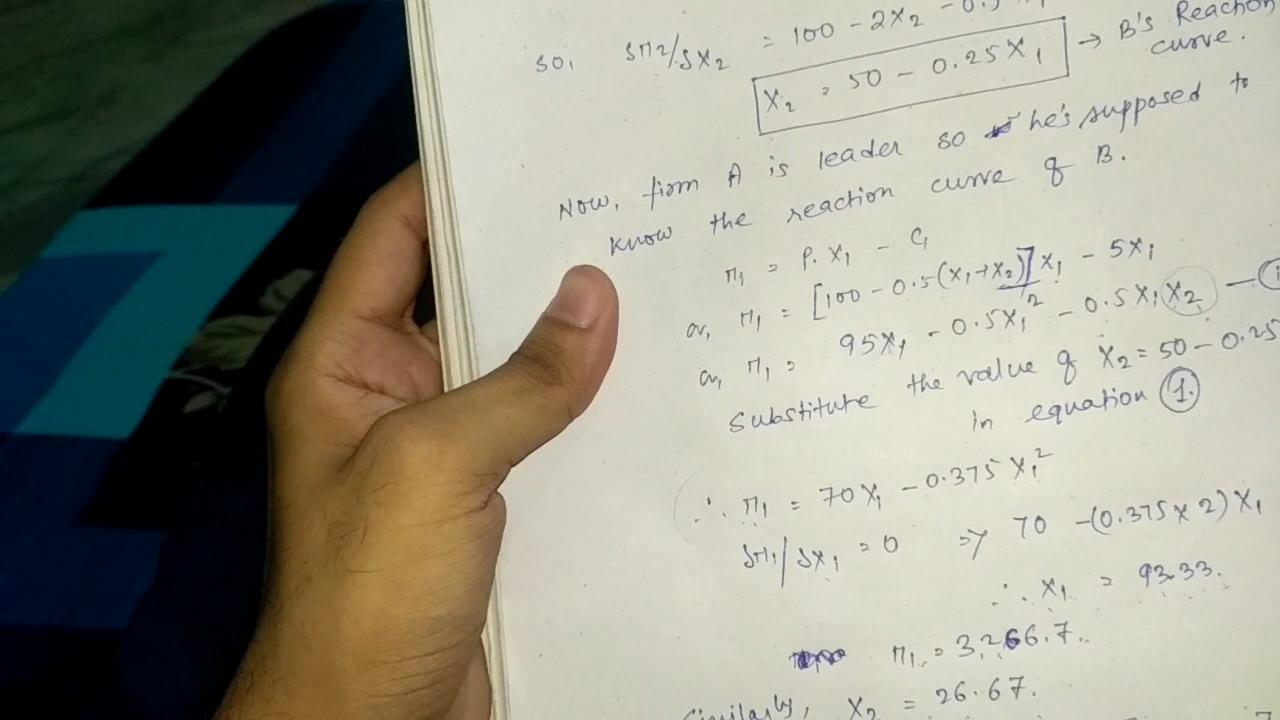 so, δπ2/δX2 = 100 - 2X2 - 0.5
X2 = 50 - 0.25X1 → B's Reaction curve.
Now, firm A is leader so he's supposed to
know the reaction curve of B.
π1 = P. X1 - C1
or, π1 = [100 - 0.5(X1+X2)] X1 - 5X1
or, π1 = 95X1 - 0.5X1² - 0.5X1X2 — (1
Substitute the value of X2 = 50 - 0.25
in equation (1.)
∴ π1 = 70X1 - 0.375X1²
δπ1/δX1 = 0 => 70 -(0.375 x 2) X1
∴ X1 = 93.33.
π1 = 3,266.7.
Similarly, X2 = 26.67.